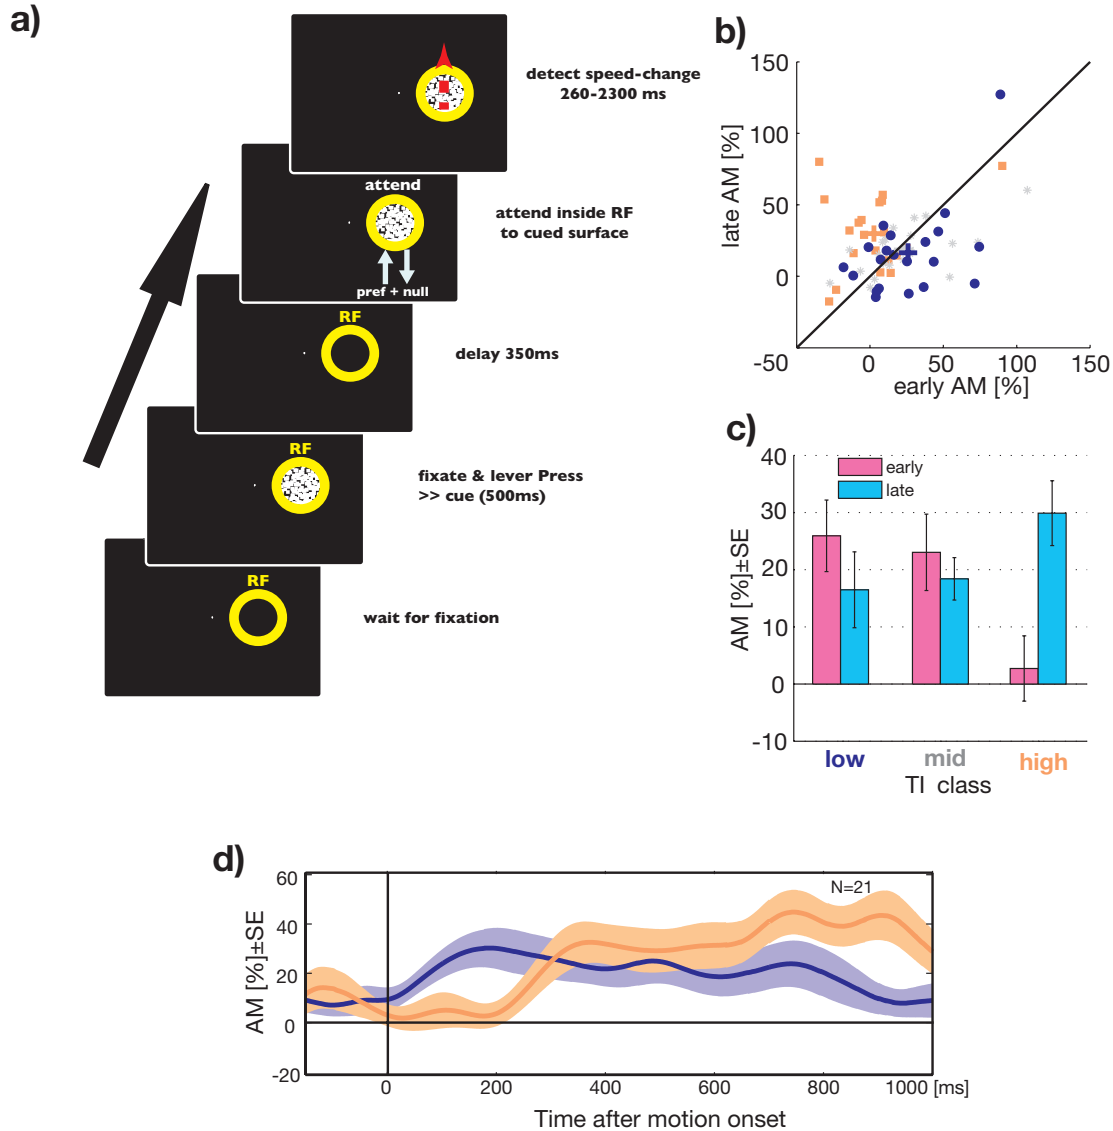 a)
detect speed-change
260-2300 ms
attend
attend inside RF
to cued surface
pref + null
RF
delay 350ms
RF
fixate & lever Press
>> cue (500ms)
RF
wait for fixation
b)
150
100
50
0
-50
late AM [%]
0
50
100
150
early AM [%]
c)
40
30
20
10
0
-10
AM [%]±SE
early
late
low
mid
high
TI class
d)
60
40
20
0
-20
AM [%]±SE
N=21
0
200
400
600
800
1000 [ms]
Time after motion onset